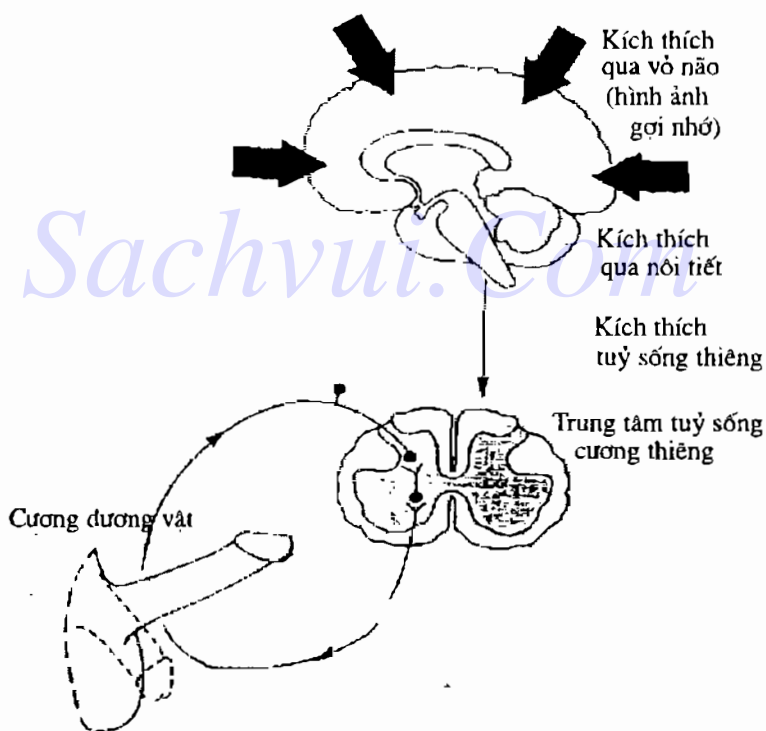 Kích thích
qua vỏ não
(hình ảnh
gợi nhớ)
Sachvui.Com
Kích thích
qua nôi tiết
Kích thích
tuỷ sống thiêng
Trung tâm tuỷ sống
cương thiêng
Cương dương vật